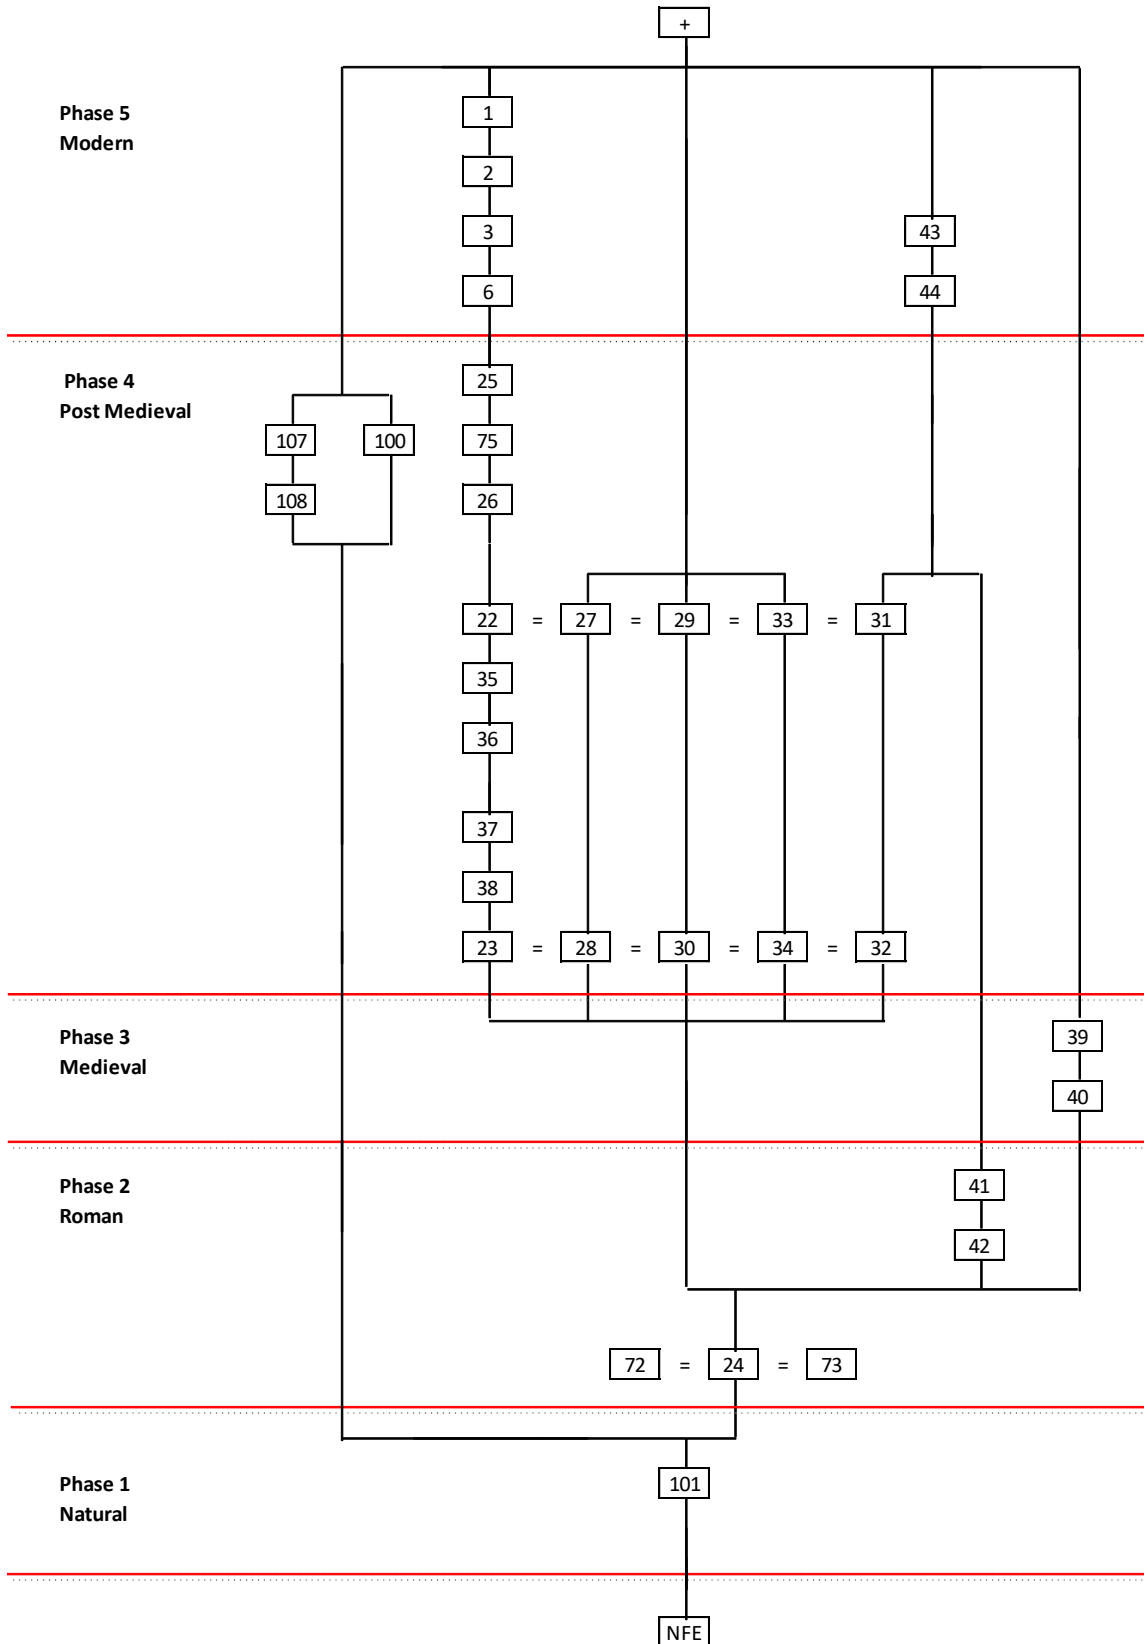 +
Phase 5
Modern
1
2
3 43
6 44
Phase 4
Post Medieval
25
107 100 75
108 26
22 = 27 = 29 = 33 = 31
35
36
37
38
23 = 28 = 30 = 34 = 32
Phase 3
Medieval
39
40
Phase 2
Roman
41
42
72 = 24 = 73
Phase 1
Natural
101
NFE